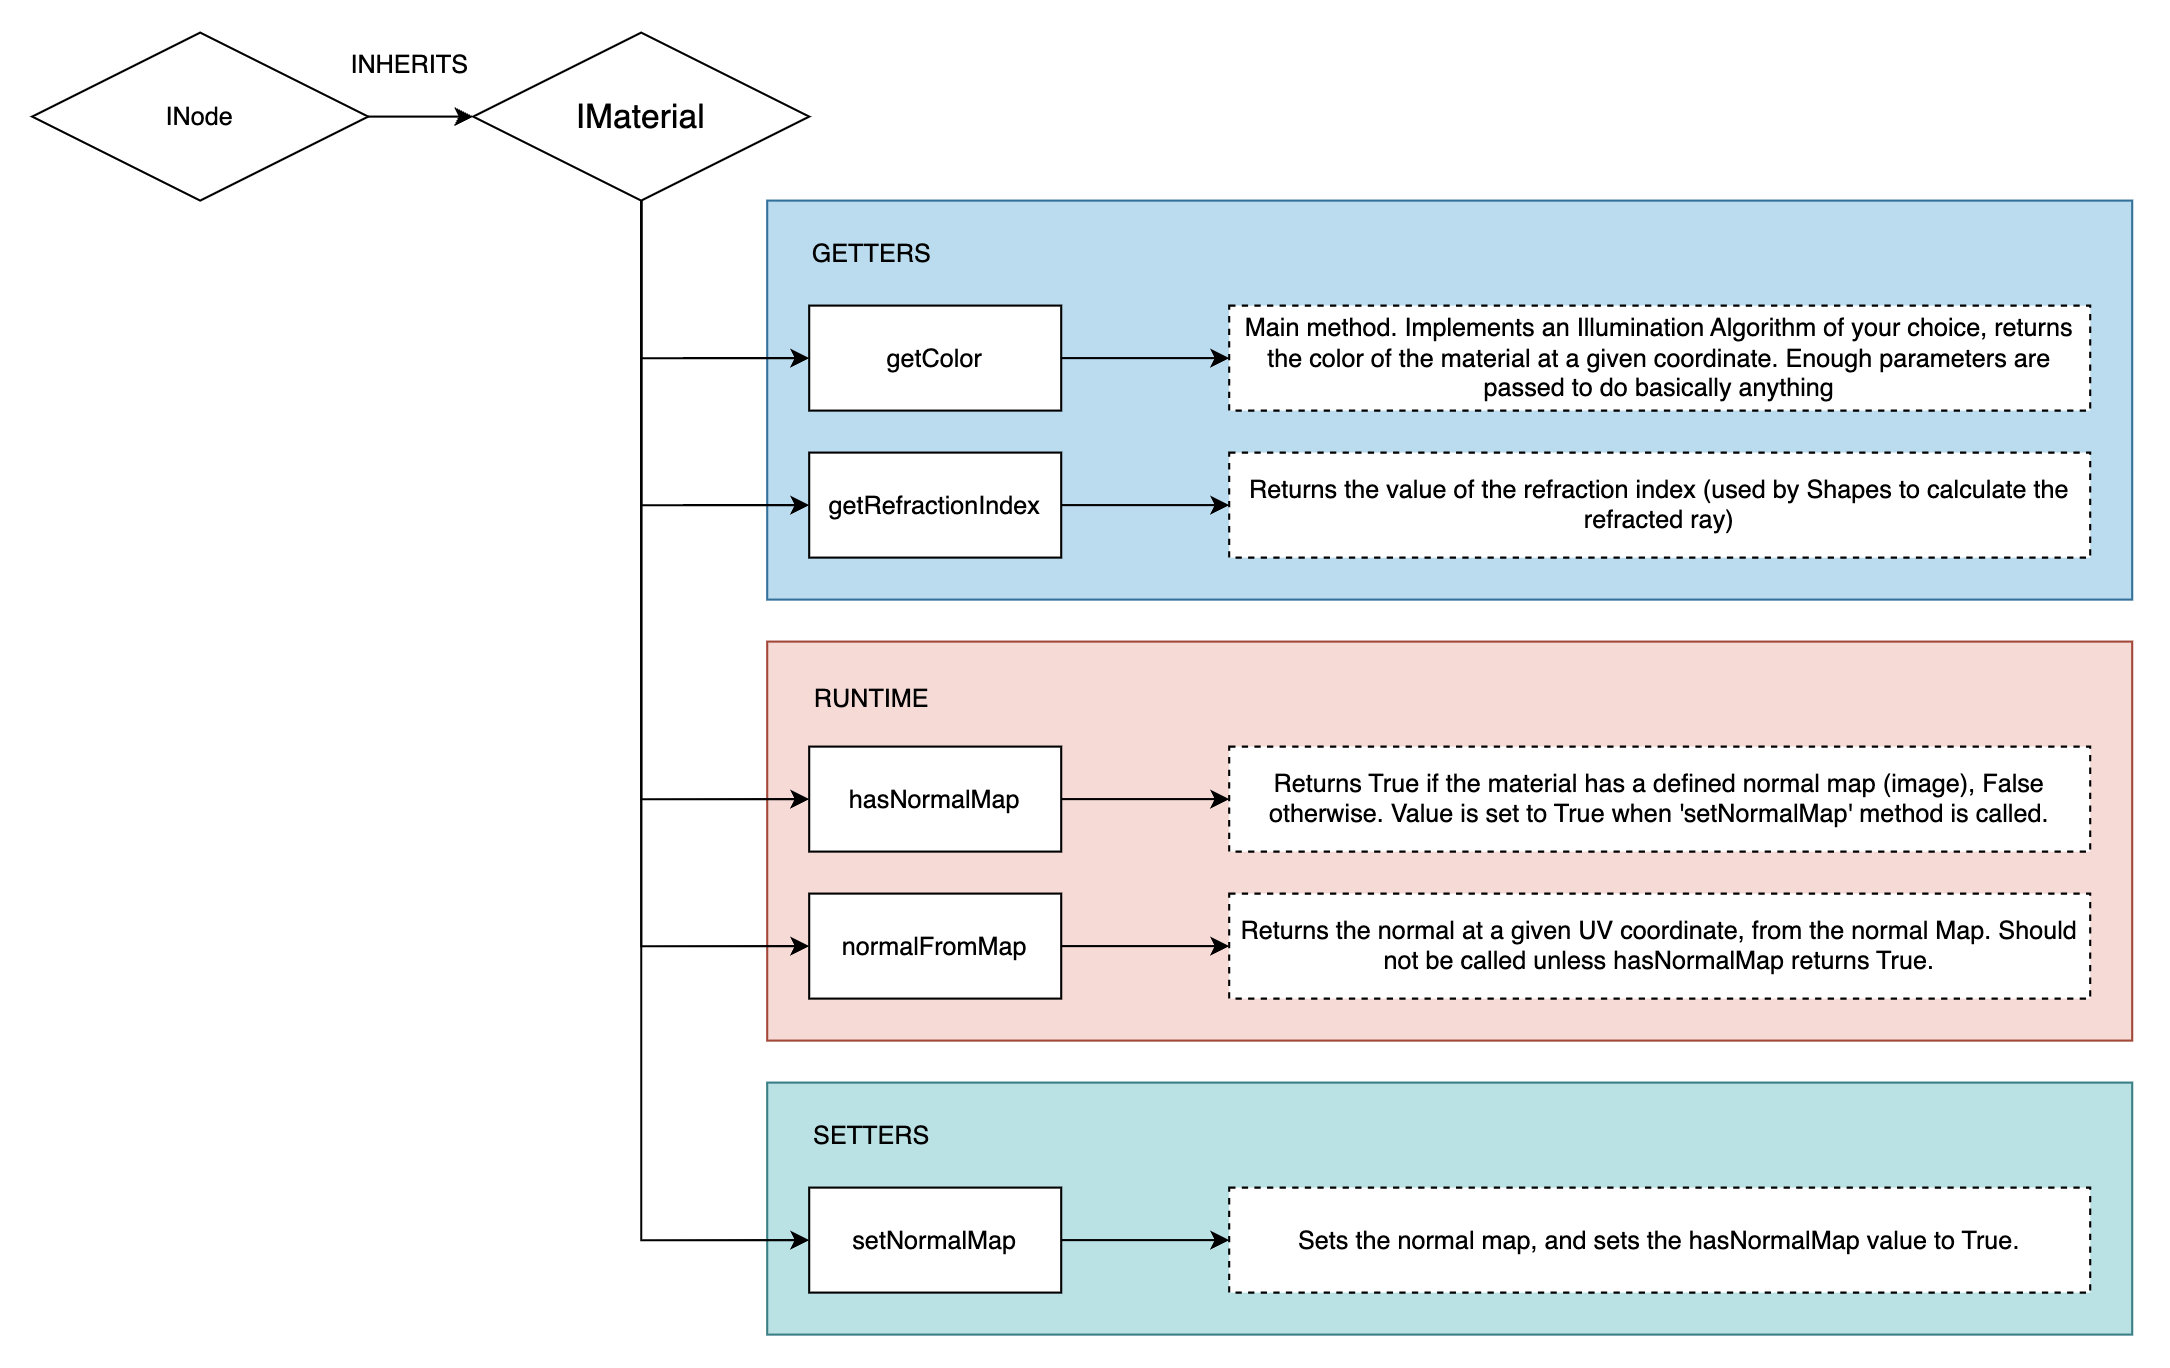 INHERITS
INode
IMaterial
GETTERS
getColor
Main method. Implements an Illumination Algorithm of your choice, returns
the color of the material at a given coordinate. Enough parameters are
passed to do basically anything
getRefractionIndex
Returns the value of the refraction index (used by Shapes to calculate the
refracted ray)
RUNTIME
hasNormalMap
Returns True if the material has a defined normal map (image), False
otherwise. Value is set to True when 'setNormalMap' method is called.
normalFromMap
Returns the normal at a given UV coordinate, from the normal Map. Should
not be called unless hasNormalMap returns True.
SETTERS
setNormalMap
Sets the normal map, and sets the hasNormalMap value to True.